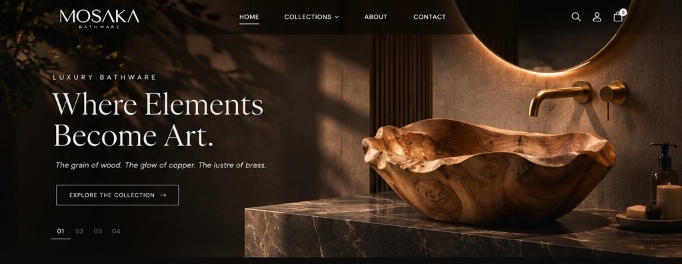 MOSAKA
BATHWARE
HOME
COLLECTIONS
ABOUT
CONTACT
0
LUXURY BATHWARE
Where Elements
Become Art.
The grain of wood. The glow of copper. The lustre of brass.
EXPLORE THE COLLECTION →
01 02 03 04